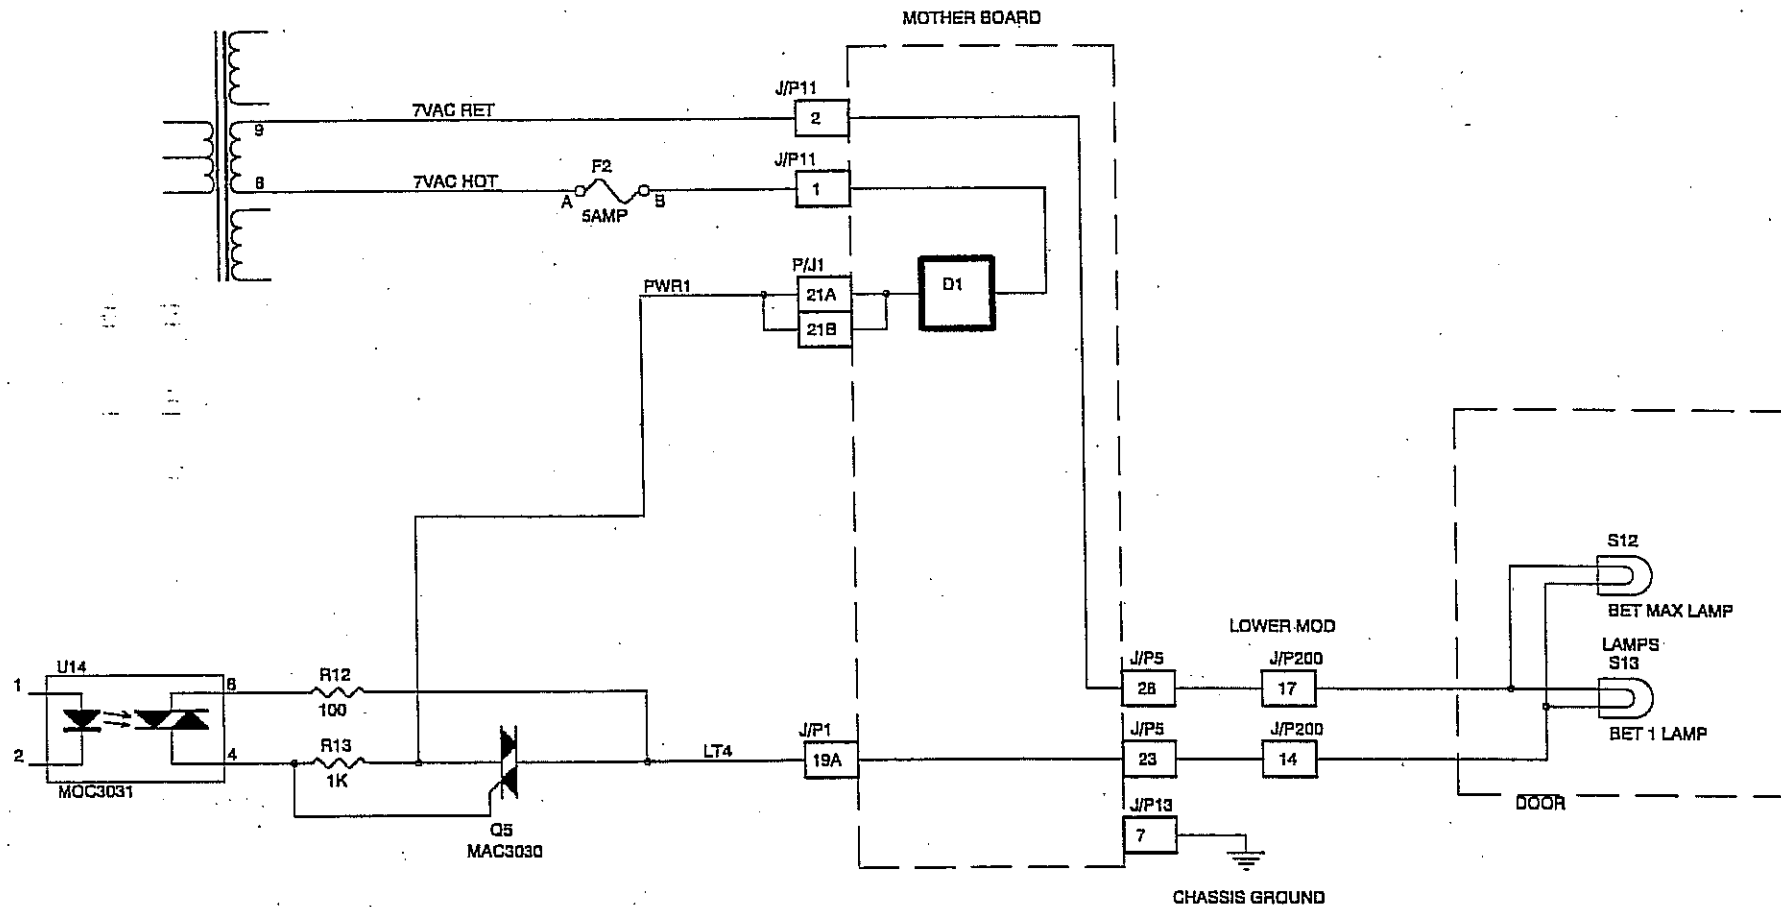 MOTHER BOARD
J/P11
7VAC RET
2
9
J/P11
F2
7VAC HOT
1
8
A
B
5AMP
P/J1
D1
PWR1
21A
21B
S12
BET MAX LAMP
LOWER MOD
LAMPS
S13
U14
J/P5
J/P200
R12
1
6
28
17
100
BET 1 LAMP
J/P1
J/P5
J/P200
R13
LT4
2
4
19A
23
14
1K
MOC3031
J/P13
DOOR
Q5
7
MAC3030
CHASSIS GROUND